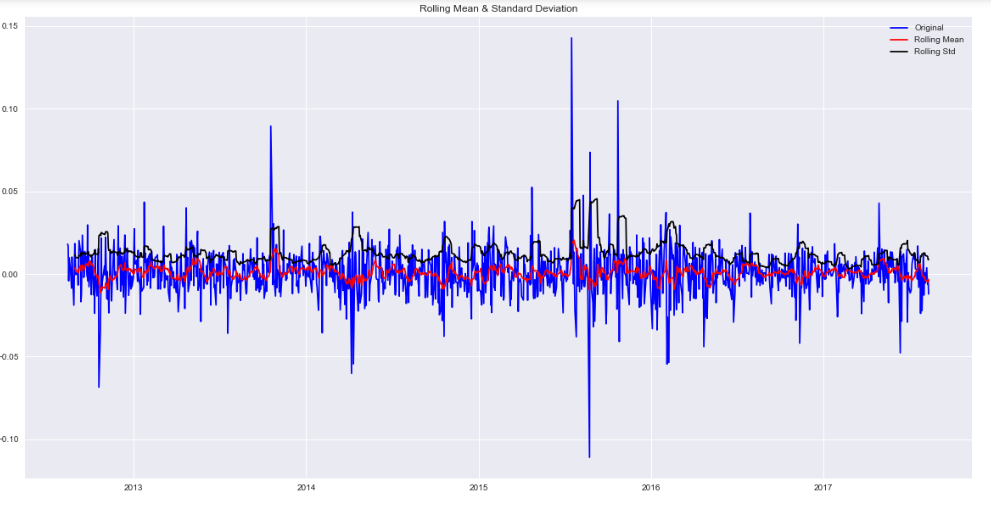 Rolling Mean & Standard Deviation
Original
Rolling Mean
Rolling Std
0.15
0.10
0.05
0.00
-0.05
-0.10
2013 2014 2015 2016 2017